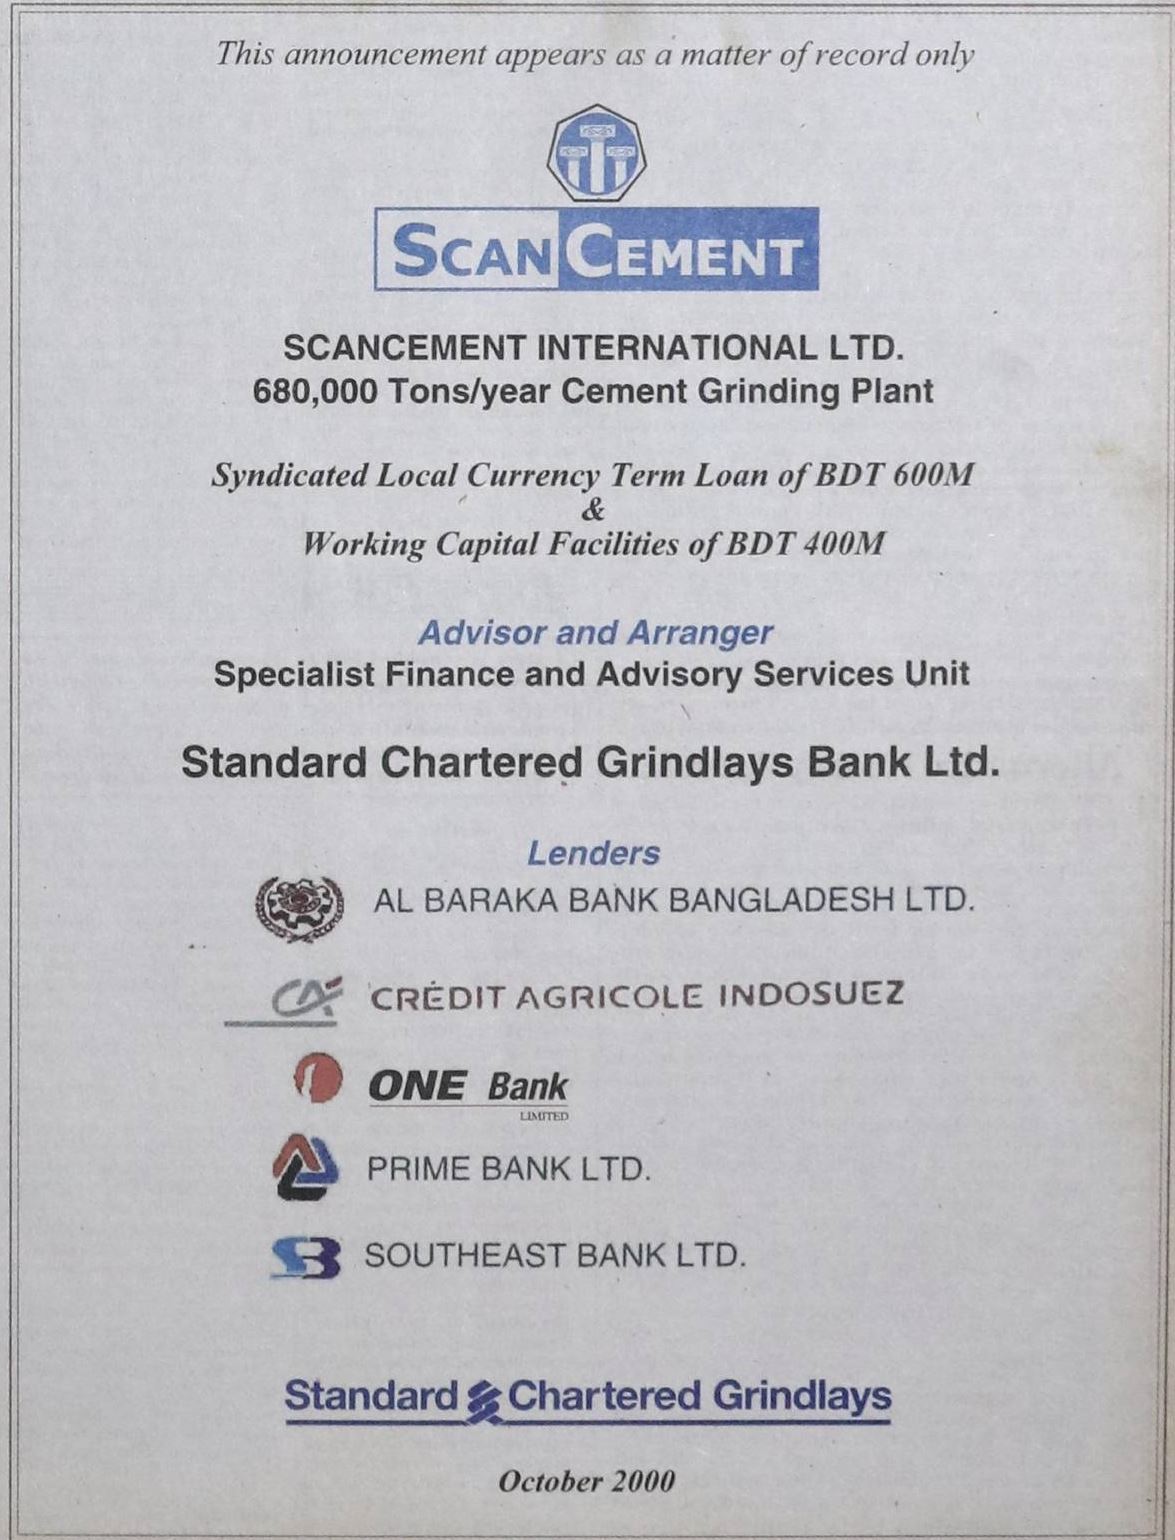 This announcement appears as a matter of record only
SCANCEMENT
SCANCEMENT INTERNATIONAL LTD.
680,000 Tons/year Cement Grinding Plant
Syndicated Local Currency Term Loan of BDT 600M
&
Working Capital Facilities of BDT 400M
Advisor and Arranger
Specialist Finance and Advisory Services Unit
Standard Chartered Grindlays Bank Ltd.
Lenders
AL BARAKA BANK BANGLADESH LTD.
CA CRÉDIT AGRICOLE INDOSUEZ
1 ONE Bank
LIMITED
PRIME BANK LTD.
SB SOUTHEAST BANK LTD.
Standard Chartered Grindlays
October 2000